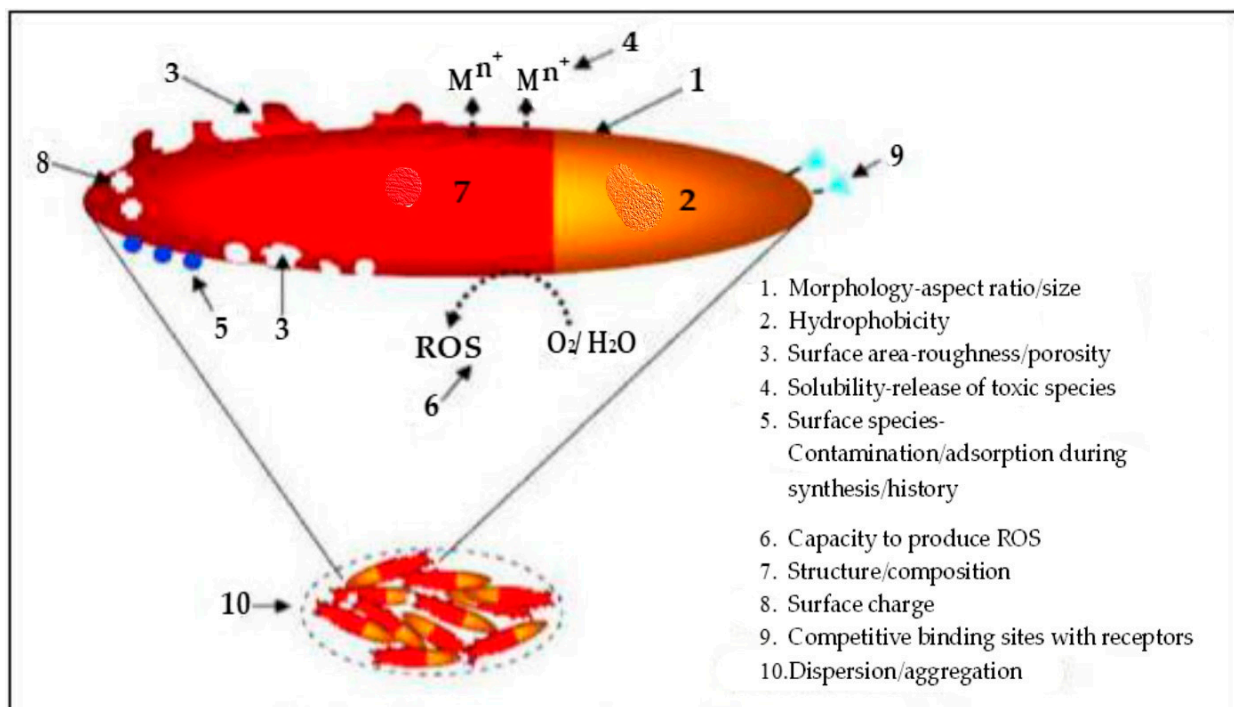 4
3
Mⁿ⁺ Mⁿ⁺
1
8
9
7
2
5
3
ROS
O₂/ H₂O
6
10
1. Morphology-aspect ratio/size
2. Hydrophobicity
3. Surface area-roughness/porosity
4. Solubility-release of toxic species
5. Surface species-
Contamination/adsorption during
synthesis/history
6. Capacity to produce ROS
7. Structure/composition
8. Surface charge
9. Competitive binding sites with receptors
10.Dispersion/aggregation